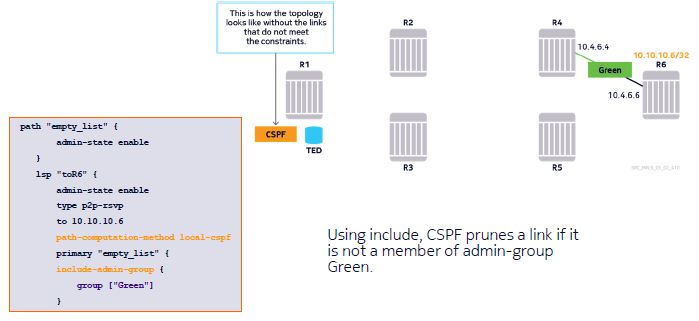 This is how the topology
looks like without the links
that do not meet
the constraints.
R1
R2
R4
10.4.6.4
10.10.10.6/32
Green
R6
10.4.6.6
CSPF
TED
R3
R5
path "empty_list" {
admin-state enable
}
lsp "toR6" {
admin-state enable
type p2p-rsvp
to 10.10.10.6
path-computation-method local-cspf
primary "empty_list" {
include-admin-group {
group ["Green"]
}
Using include, CSPF prunes a link if it
is not a member of admin-group
Green.